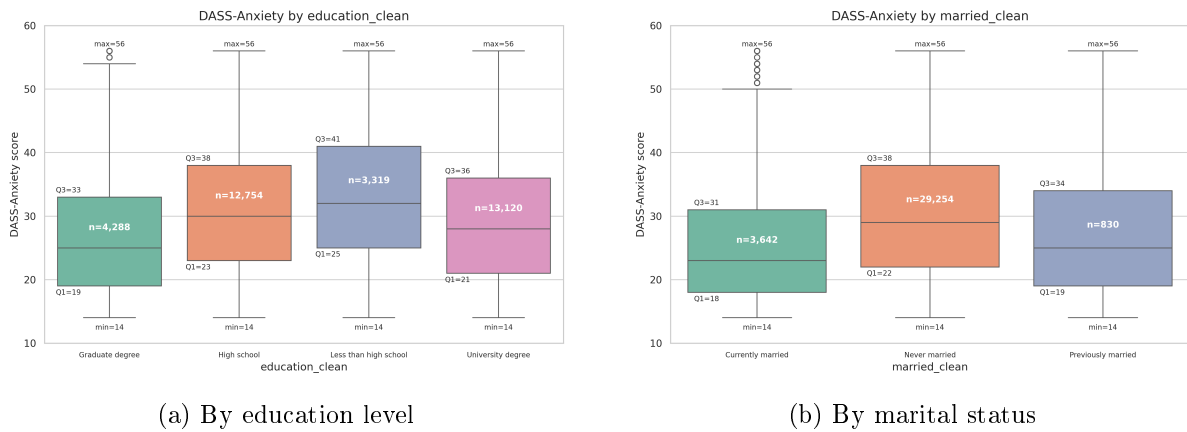 DASS-Anxiety by education_clean
60
50
40
30
20
10
DASS-Anxiety score
max=56
max=56
max=56
max=56
Q3=33
n=4,288
Q1=19
min=14
Q3=38
n=12,754
Q1=23
min=14
Q3=41
n=3,319
Q1=25
min=14
Q3=36
n=13,120
Q1=21
min=14
Graduate degree
High school
Less than high school
University degree
education_clean
(a) By education level
DASS-Anxiety by married_clean
60
50
40
30
20
10
DASS-Anxiety score
max=56
max=56
max=56
Q3=31
n=3,642
Q1=18
min=14
Q3=38
n=29,254
Q1=22
min=14
Q3=34
n=830
Q1=19
min=14
Currently married
Never married
Previously married
married_clean
(b) By marital status